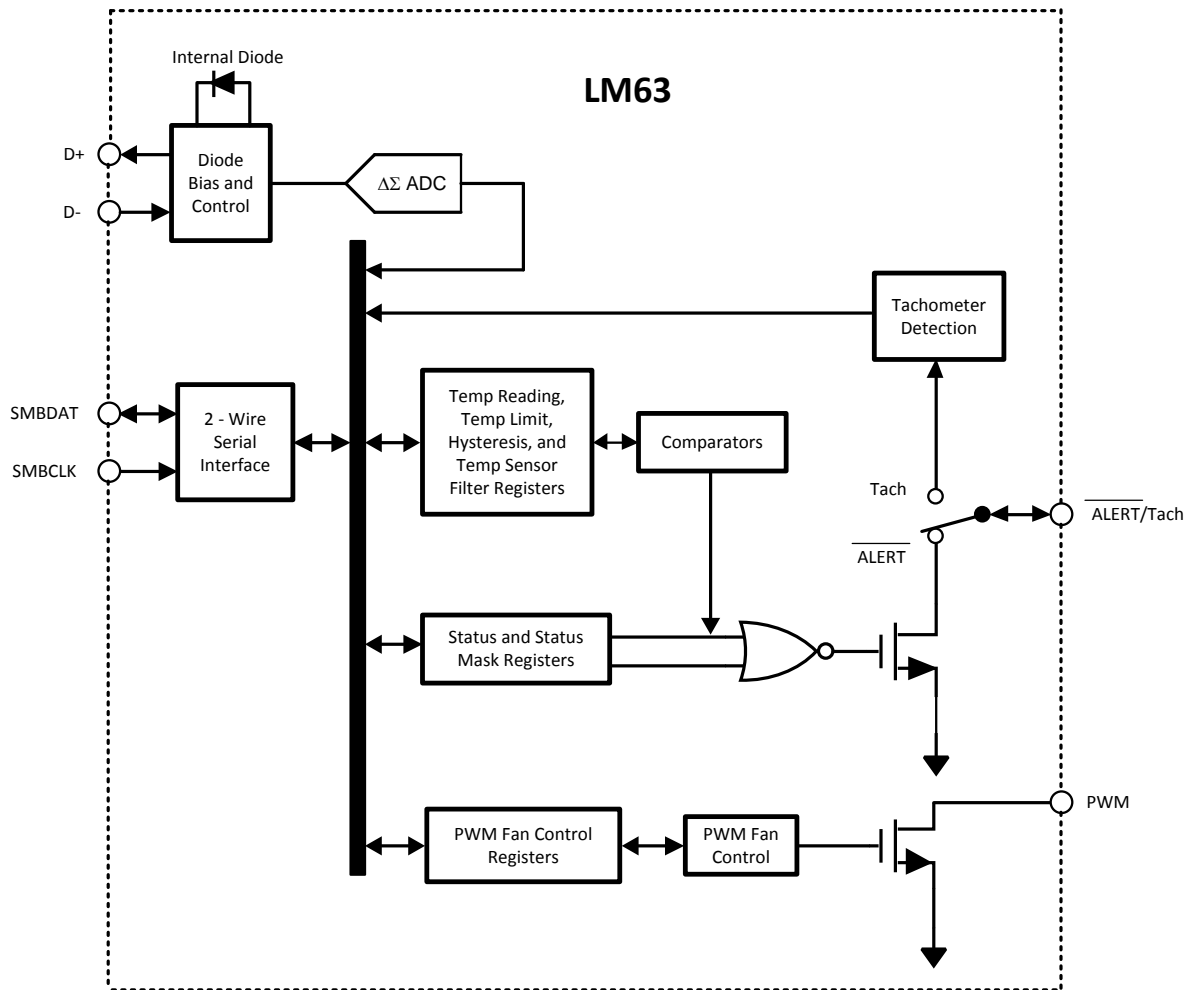 Internal Diode
LM63
D+
Diode
Bias and
Control
ΔΣ ADC
D-
Tachometer
Detection
SMBDAT
SMBCLK
2 - Wire
Serial
Interface
Temp Reading,
Temp Limit,
Hysteresis, and
Temp Sensor
Filter Registers
Comparators
Tach
ALERT/Tach
ALERT
Status and Status
Mask Registers
PWM
PWM Fan Control
Registers
PWM Fan
Control